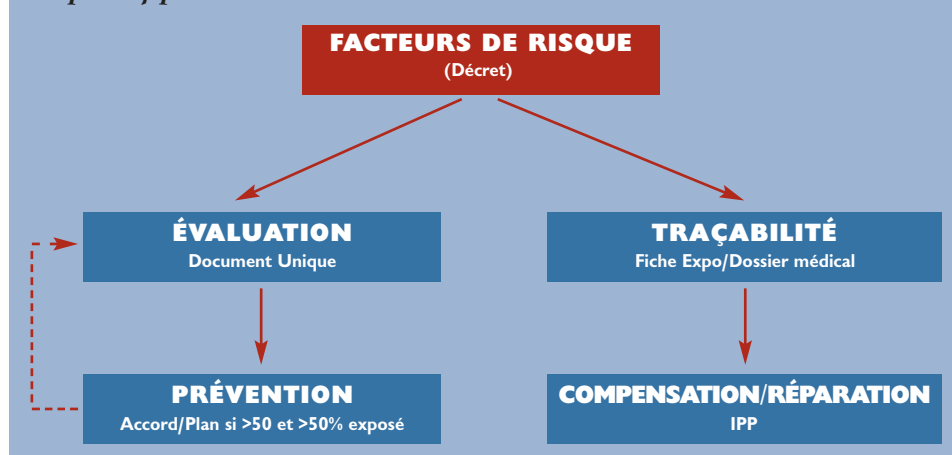 FACTEURS DE RISQUE
(Décret)
ÉVALUATION
Document Unique
TRAÇABILITÉ
Fiche Expo/Dossier médical
PRÉVENTION
Accord/Plan si >50 et >50% exposé
COMPENSATION/RÉPARATION
IPP